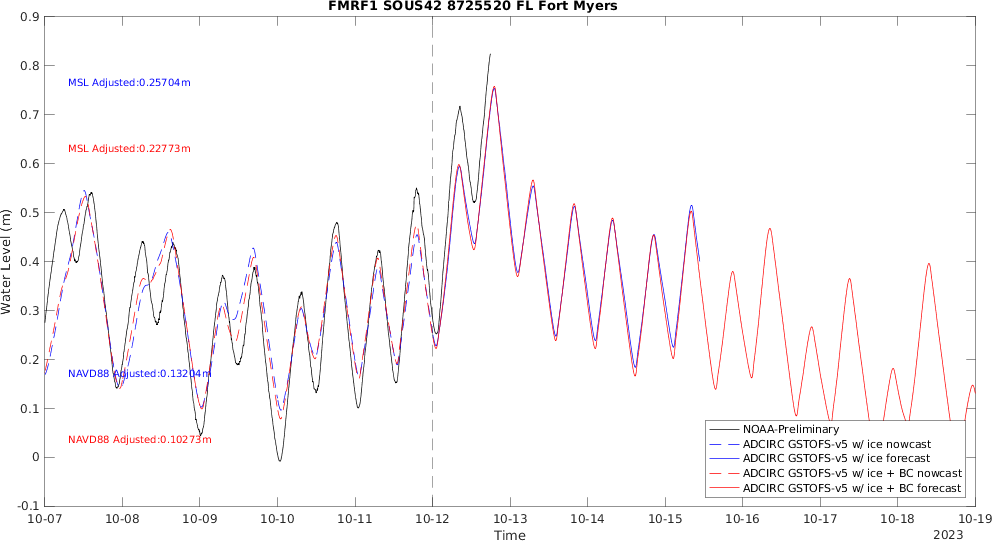 FMRF1 SOUS42 8725520 FL Fort Myers
0.9
0.8
0.7
0.6
0.5
0.4
0.3
0.2
0.1
0
-0.1
Water Level (m)
MSL Adjusted:0.25704m
MSL Adjusted:0.22773m
NAVD88 Adjusted:0.13204m
NAVD88 Adjusted:0.10273m
NOAA-Preliminary
ADCIRC GSTOFS-v5 w/ ice nowcast
ADCIRC GSTOFS-v5 w/ ice forecast
ADCIRC GSTOFS-v5 w/ ice + BC nowcast
ADCIRC GSTOFS-v5 w/ ice + BC forecast
10-07 10-08 10-09 10-10 10-11 10-12 10-13 10-14 10-15 10-16 10-17 10-18 10-19
Time
2023